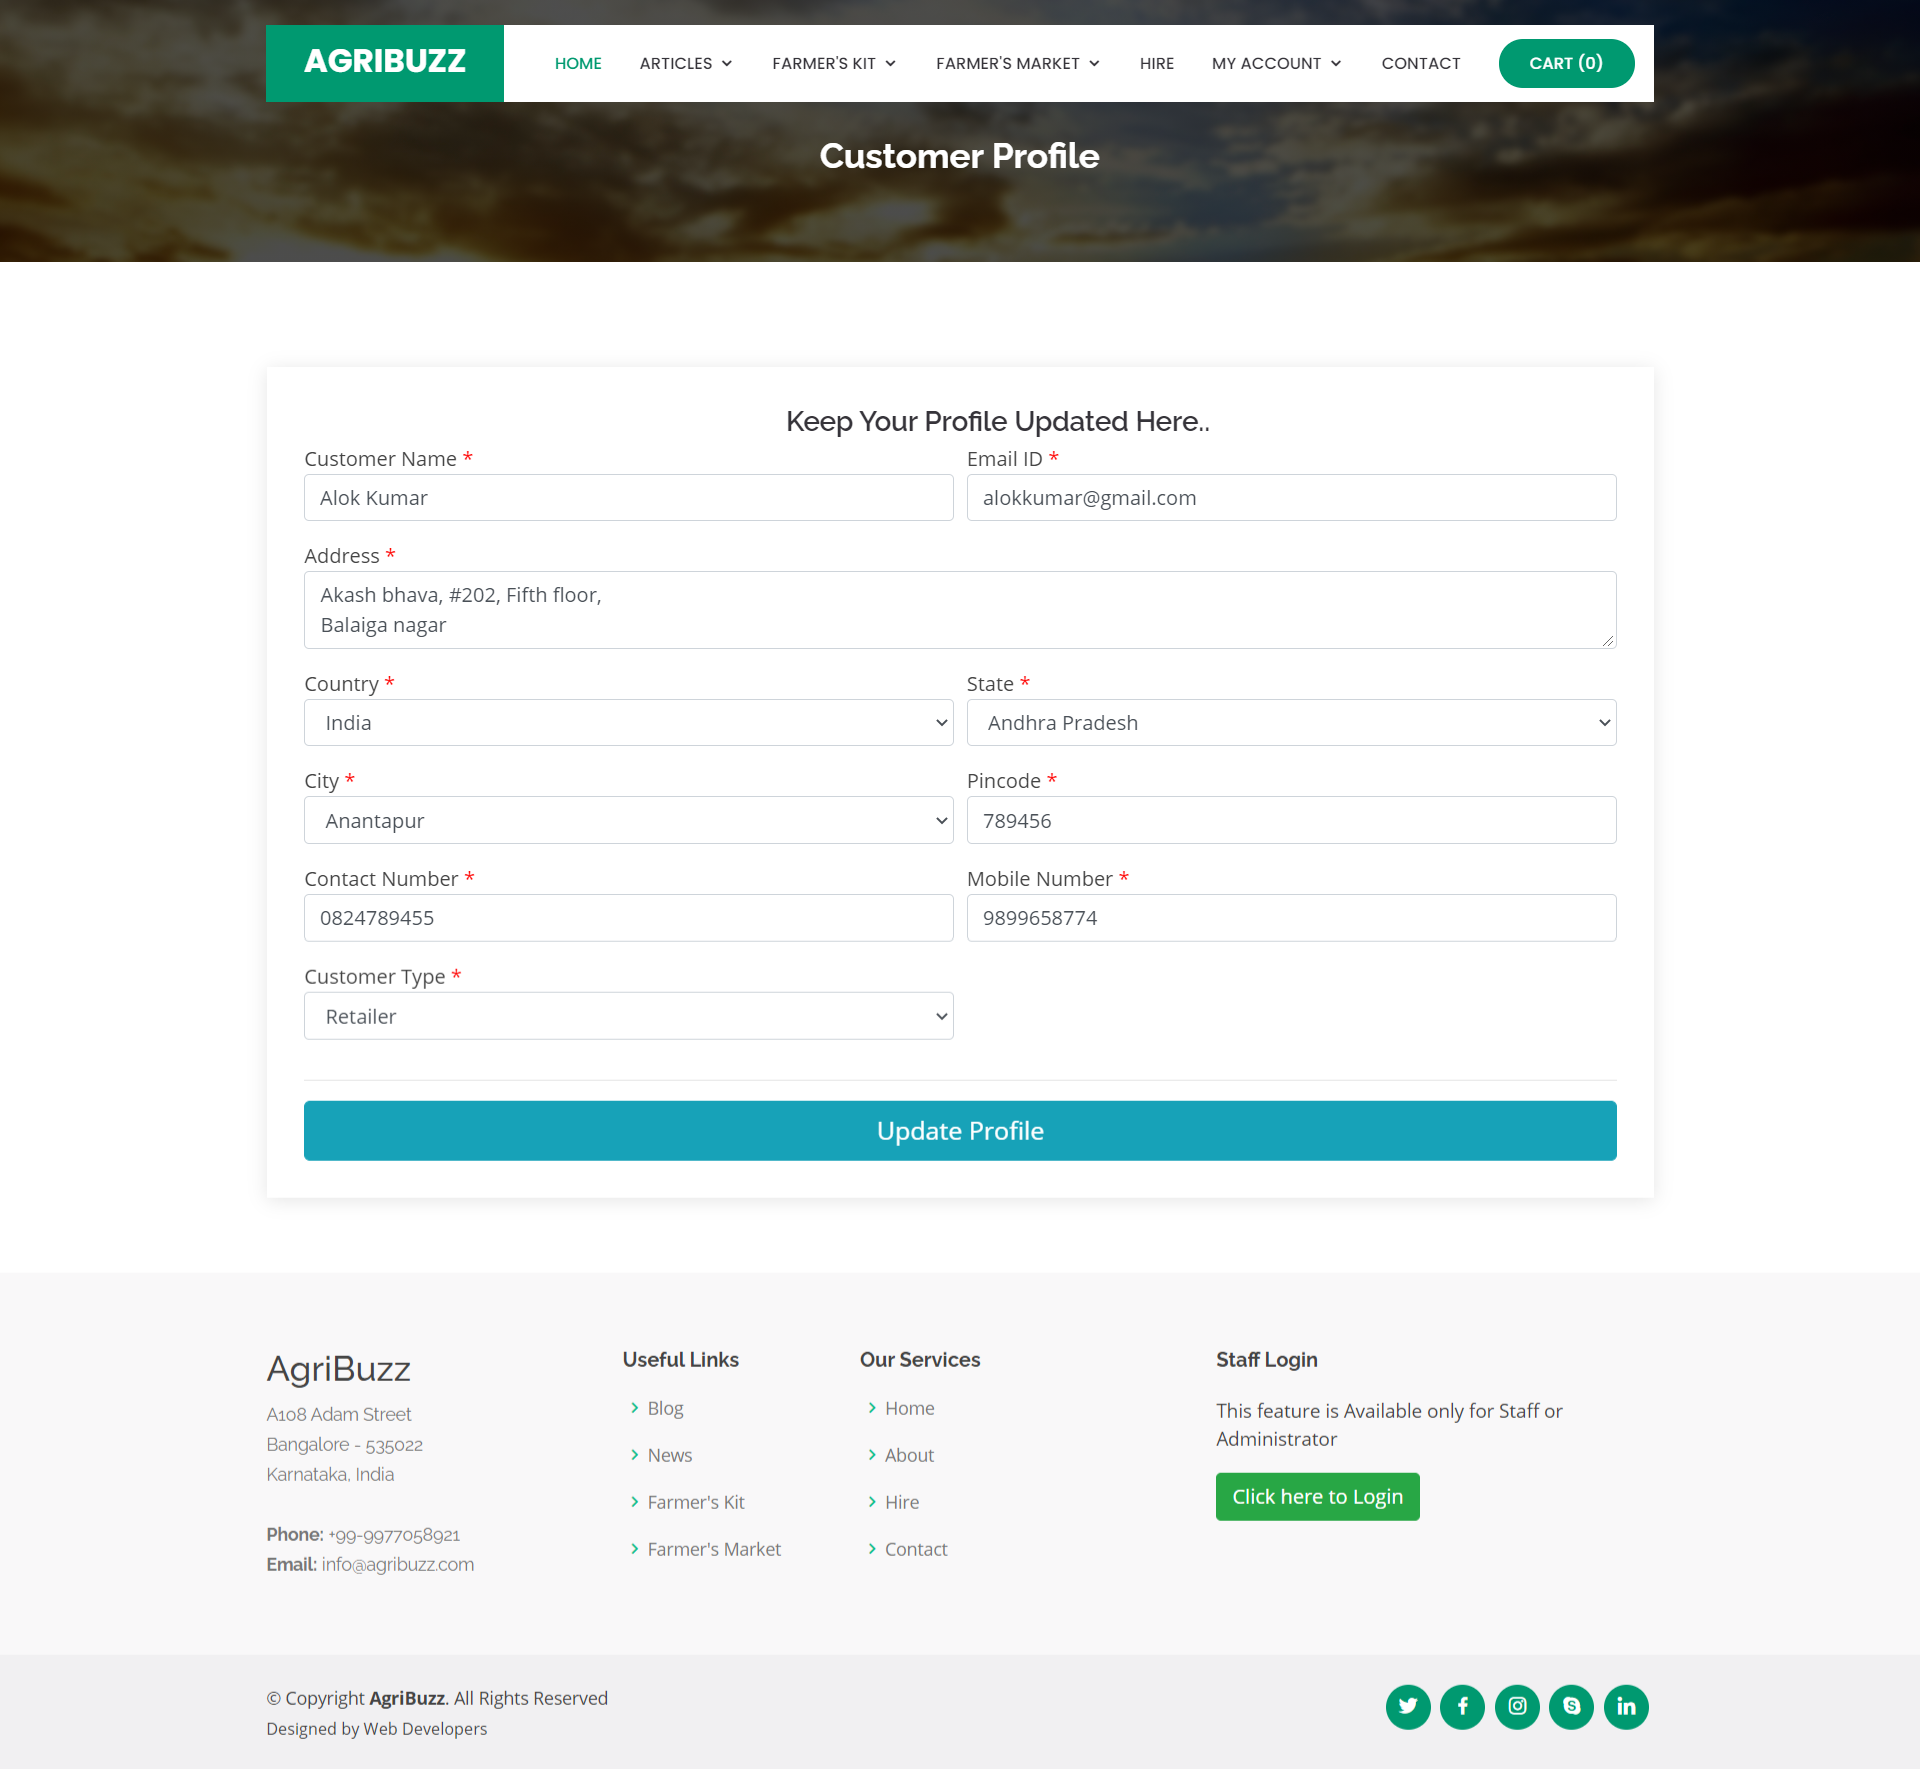 AGRIBUZZ
HOME ARTICLES FARMER'S KIT FARMER'S MARKET HIRE MY ACCOUNT CONTACT CART (0)
Customer Profile
Keep Your Profile Updated Here..
Customer Name * Email ID *
Alok Kumar alokkumar@gmail.com
Address *
Akash bhava, #202, Fifth floor,
Balaiga nagar
Country * State *
India Andhra Pradesh
City * Pincode *
Anantapur 789456
Contact Number * Mobile Number *
0824789455 9899658774
Customer Type *
Retailer
Update Profile
AgriBuzz
A108 Adam Street
Bangalore - 535022
Karnataka, India
Phone: +99-9977058921
Email: info@agribuzz.com
Useful Links
Blog
News
Farmer's Kit
Farmer's Market
Our Services
Home
About
Hire
Contact
Staff Login
This feature is Available only for Staff or
Administrator
Click here to Login
© Copyright AgriBuzz. All Rights Reserved
Designed by Web Developers